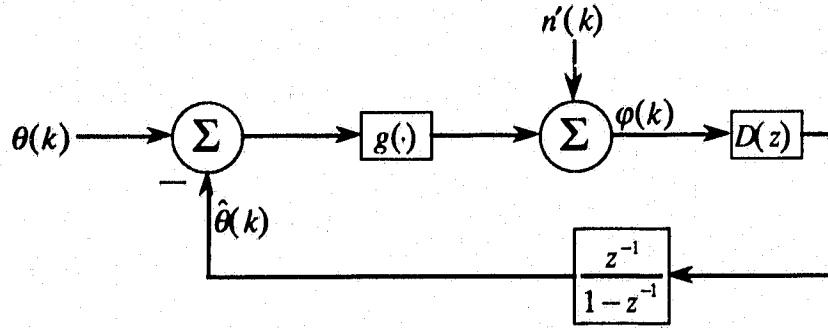 n′(k)
θ(k)
Σ
g(·)
Σ
φ(k)
D(z)
−
θ̂(k)
z⁻¹
1 − z⁻¹